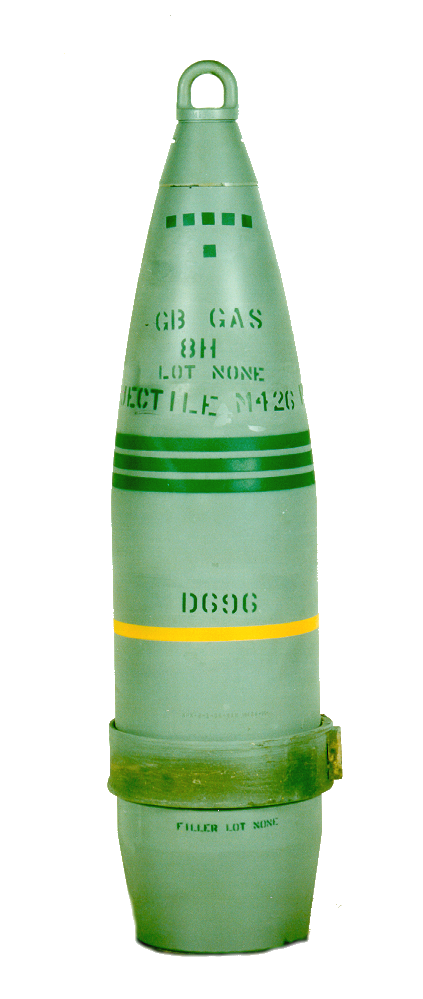 GB GAS
8H
LOT NONE
JECTILE M426
D696
FILLER LOT NONE